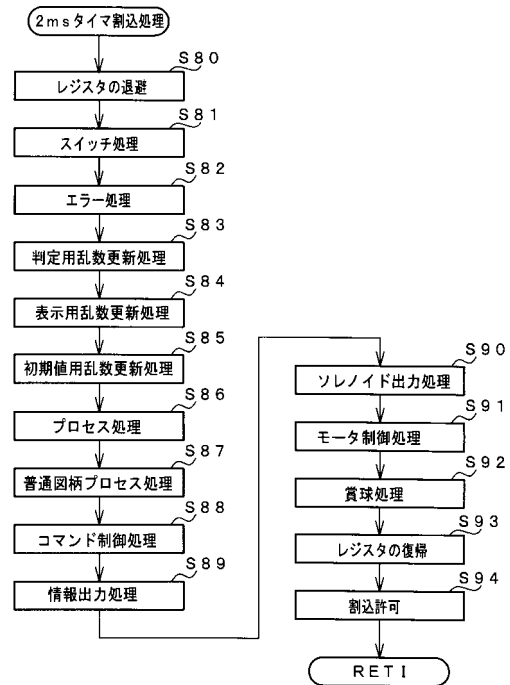 2msタイマ割込処理
S80
レジスタの退避
S81
スイッチ処理
S82
エラー処理
S83
判定用乱数更新処理
S84
表示用乱数更新処理
S85
初期値用乱数更新処理
S86
プロセス処理
S87
普通図柄プロセス処理
S88
コマンド制御処理
S89
情報出力処理
S90
ソレノイド出力処理
S91
モータ制御処理
S92
賞球処理
S93
レジスタの復帰
S94
割込許可
RETI